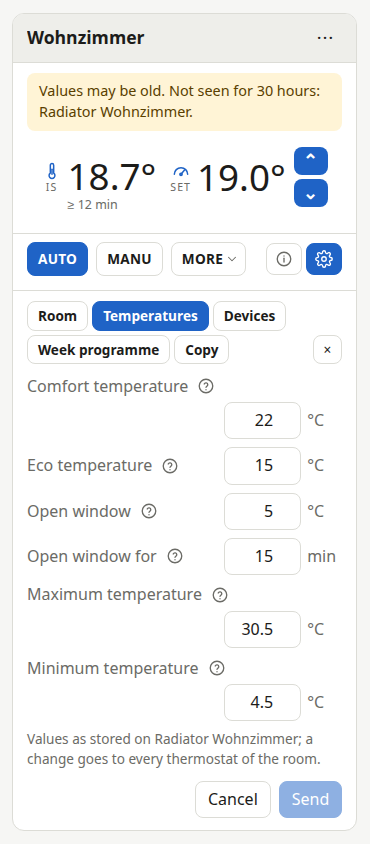 Wohnzimmer ···
Values may be old. Not seen for 30 hours:
Radiator Wohnzimmer.
IS 18.7° SET 19.0°
≥ 12 min
AUTO MANU MORE
Room Temperatures Devices
Week programme Copy ×
Comfort temperature
22 °C
Eco temperature 15 °C
Open window 5 °C
Open window for 15 min
Maximum temperature
30.5 °C
Minimum temperature
4.5 °C
Values as stored on Radiator Wohnzimmer; a
change goes to every thermostat of the room.
Cancel Send